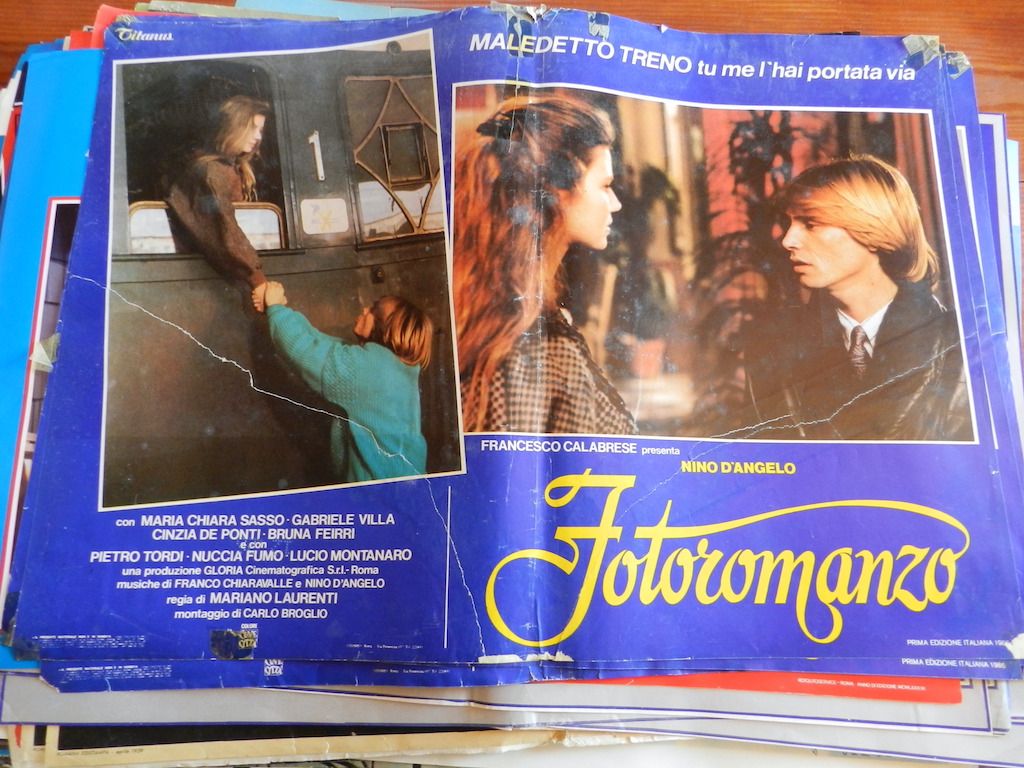 Titanus
MALEDETTO TRENO tu me l'hai portata via
1
FRANCESCO CALABRESE presenta
NINO D'ANGELO
Fotoromanzo
con MARIA CHIARA SASSO · GABRIELE VILLA
CINZIA DE PONTI · BRUNA FEIRRI
e con
PIETRO TORDI · NUCCIA FUMO · LUCIO MONTANARO
una produzione GLORIA Cinematografica S.r.l. - Roma
musiche di FRANCO CHIARAVALLE e NINO D'ANGELO
regia di MARIANO LAURENTI
montaggio di CARLO BROGLIO
COLORE
PRIMA EDIZIONE ITALIANA
PRIMA EDIZIONE ITALIANA 1986